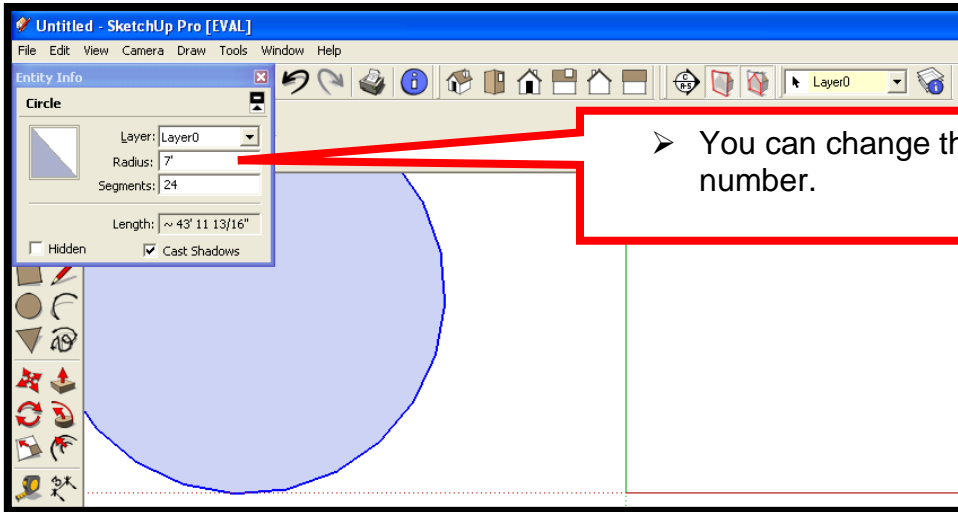 Untitled - SketchUp Pro [EVAL]
File Edit View Camera Draw Tools Window Help
Entity Info
Circle
Layer: Layer0
Radius: 7'
Segments: 24
Length: ~ 43' 11 13/16"
Hidden Cast Shadows
Layer0
➢ You can change th
number.